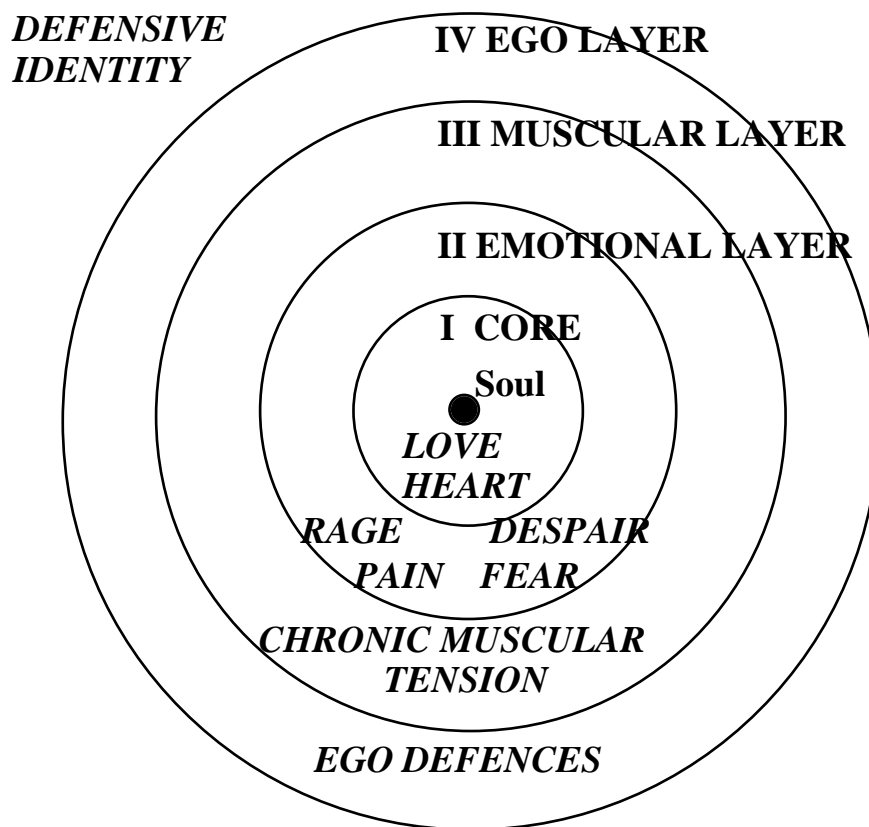 DEFENSIVE
IDENTITY
IV EGO LAYER
III MUSCULAR LAYER
II EMOTIONAL LAYER
I CORE
Soul
LOVE
HEART
RAGE DESPAIR
PAIN FEAR
CHRONIC MUSCULAR
TENSION
EGO DEFENCES